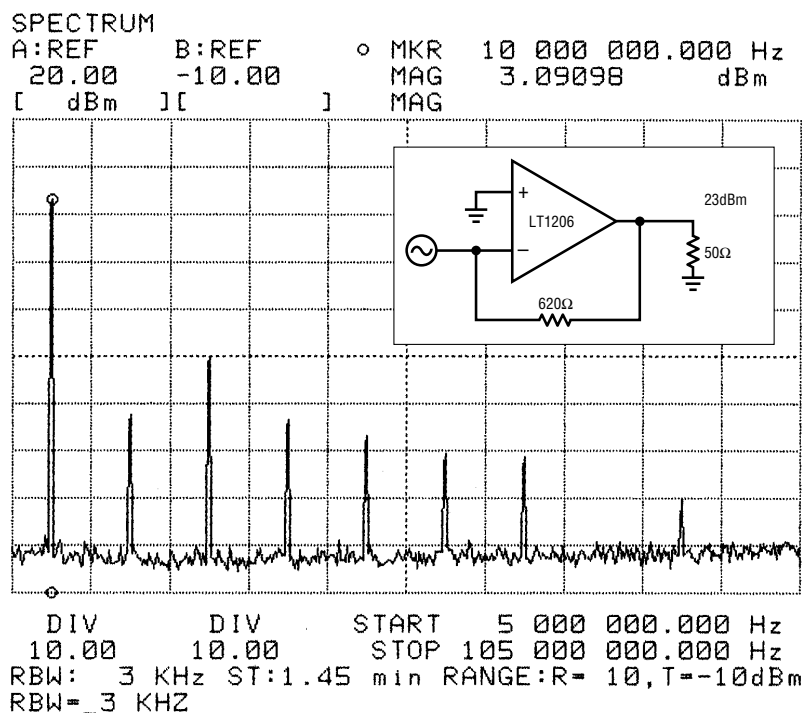 SPECTRUM
A:REF B:REF o MKR 10 000 000.000 Hz
20.00 -10.00 MAG 3.09098 dBm
[ dBm ][ ] MAG
+
LT1206
−
23dBm
50Ω
620Ω
DIV DIV START 5 000 000.000 Hz
10.00 10.00 STOP 105 000 000.000 Hz
RBW: 3 KHz ST:1.45 min RANGE:R= 10,T=-10dBm
RBW=_3 KHZ